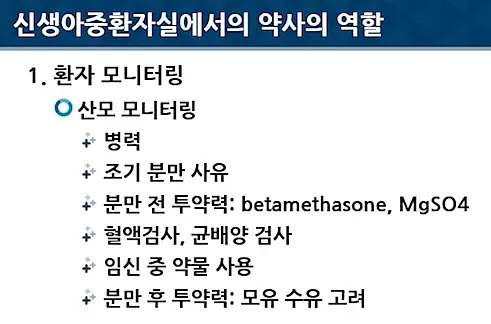 신생아중환자실에서의 약사의 역할
1. 환자 모니터링
산모 모니터링
병력
조기 분만 사유
분만 전 투약력: betamethasone, MgSO4
혈액검사, 균배양 검사
임신 중 약물 사용
분만 후 투약력: 모유 수유 고려